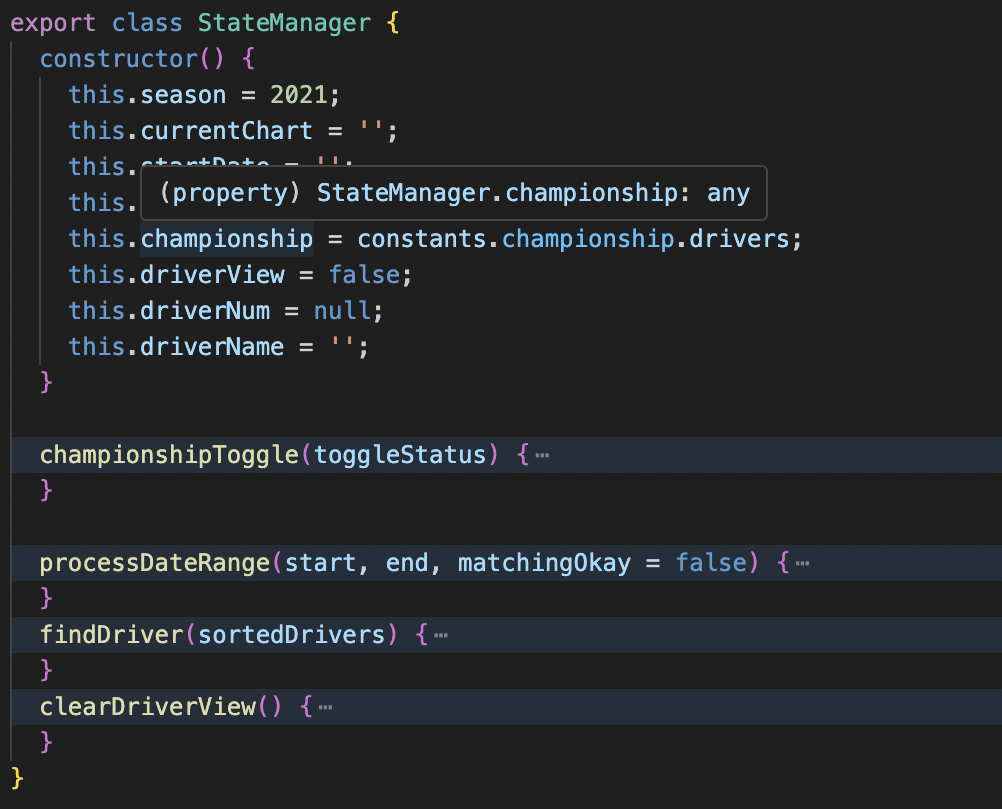 export class StateManager {
constructor() {
this.season = 2021;
this.currentChart = '';
this.startDate = '';
(property) StateManager.championship: any
this.
this.championship = constants.championship.drivers;
this.driverView = false;
this.driverNum = null;
this.driverName = '';
}
championshipToggle(toggleStatus) {⋯
}
processDateRange(start, end, matchingOkay = false) {⋯
}
findDriver(sortedDrivers) {⋯
}
clearDriverView() {⋯
}
}